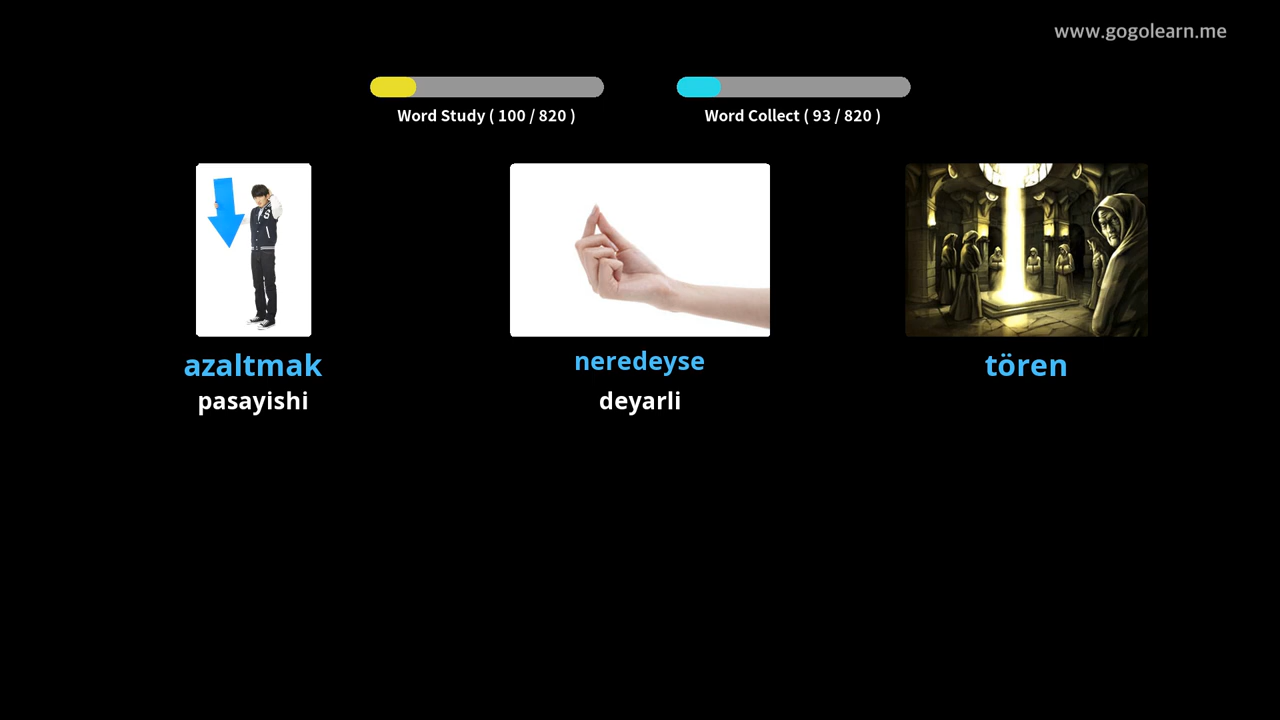 www.gogolearn.me
Word Study ( 100 / 820 )
Word Collect ( 93 / 820 )
azaltmak
pasayishi
neredeyse
deyarli
tören